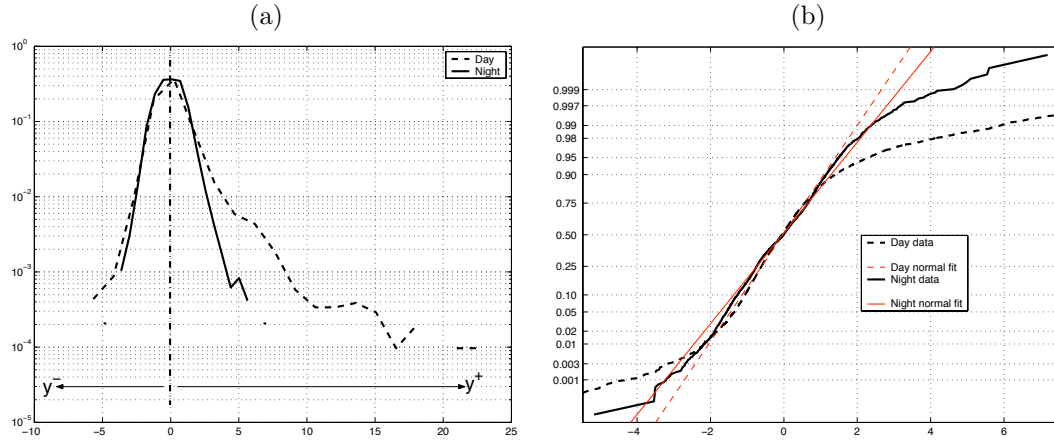 (a) (b)
10^0
10^-1
10^-2
10^-3
10^-4
10^-5
−10 −5 0 5 10 15 20 25
Day
Night
y^- y^+
0.999
0.997
0.99
0.98
0.95
0.90
0.75
0.50
0.25
0.10
0.05
0.02
0.01
0.003
0.001
−4 −2 0 2 4 6
Day data
Day normal fit
Night data
Night normal fit